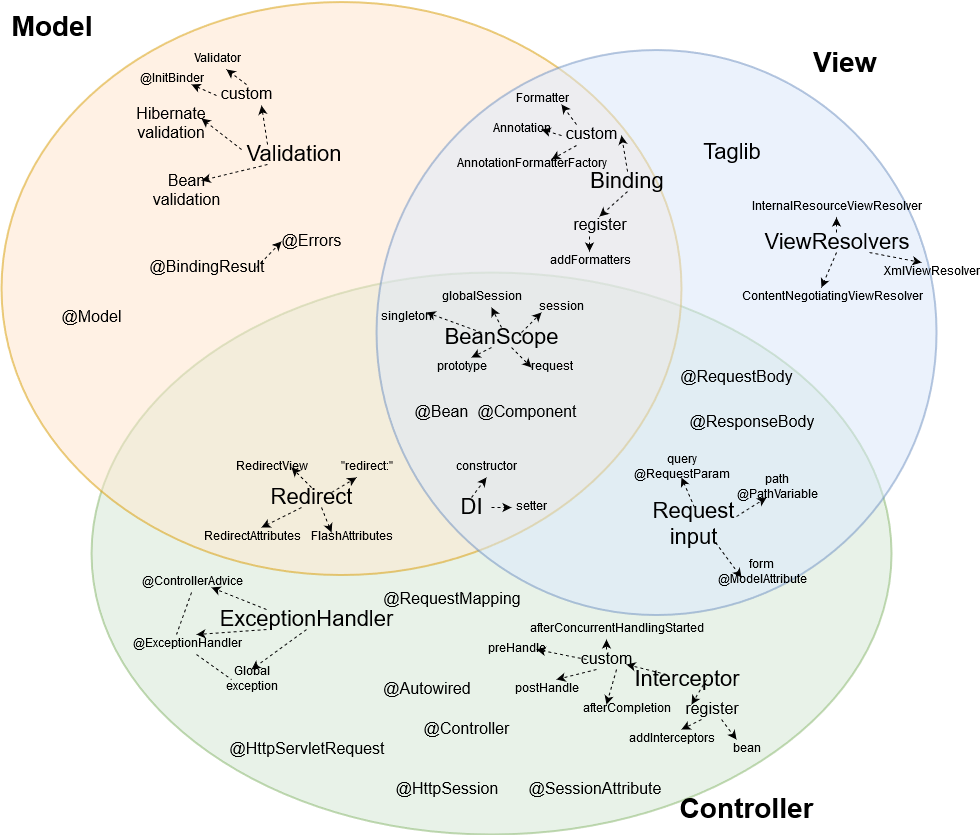 Model
View
Controller
Validator
@InitBinder
custom
Hibernate
validation
Validation
Bean
validation
@Errors
@BindingResult
@Model
Formatter
Annotation
custom
AnnotationFormatterFactory
Binding
register
addFormatters
Taglib
InternalResourceViewResolver
ViewResolvers
XmlViewResolver
ContentNegotiatingViewResolver
globalSession
session
singleton
BeanScope
prototype
request
@Bean
@Component
constructor
DI
setter
@RequestBody
@ResponseBody
query
@RequestParam
path
@PathVariable
Request
input
form
@ModelAttribute
RedirectView
"redirect:"
Redirect
RedirectAttributes
FlashAttributes
@ControllerAdvice
ExceptionHandler
@ExceptionHandler
Global
exception
@RequestMapping
@Autowired
@Controller
@HttpServletRequest
@HttpSession
@SessionAttribute
afterConcurrentHandlingStarted
preHandle
custom
postHandle
afterCompletion
Interceptor
register
addInterceptors
bean